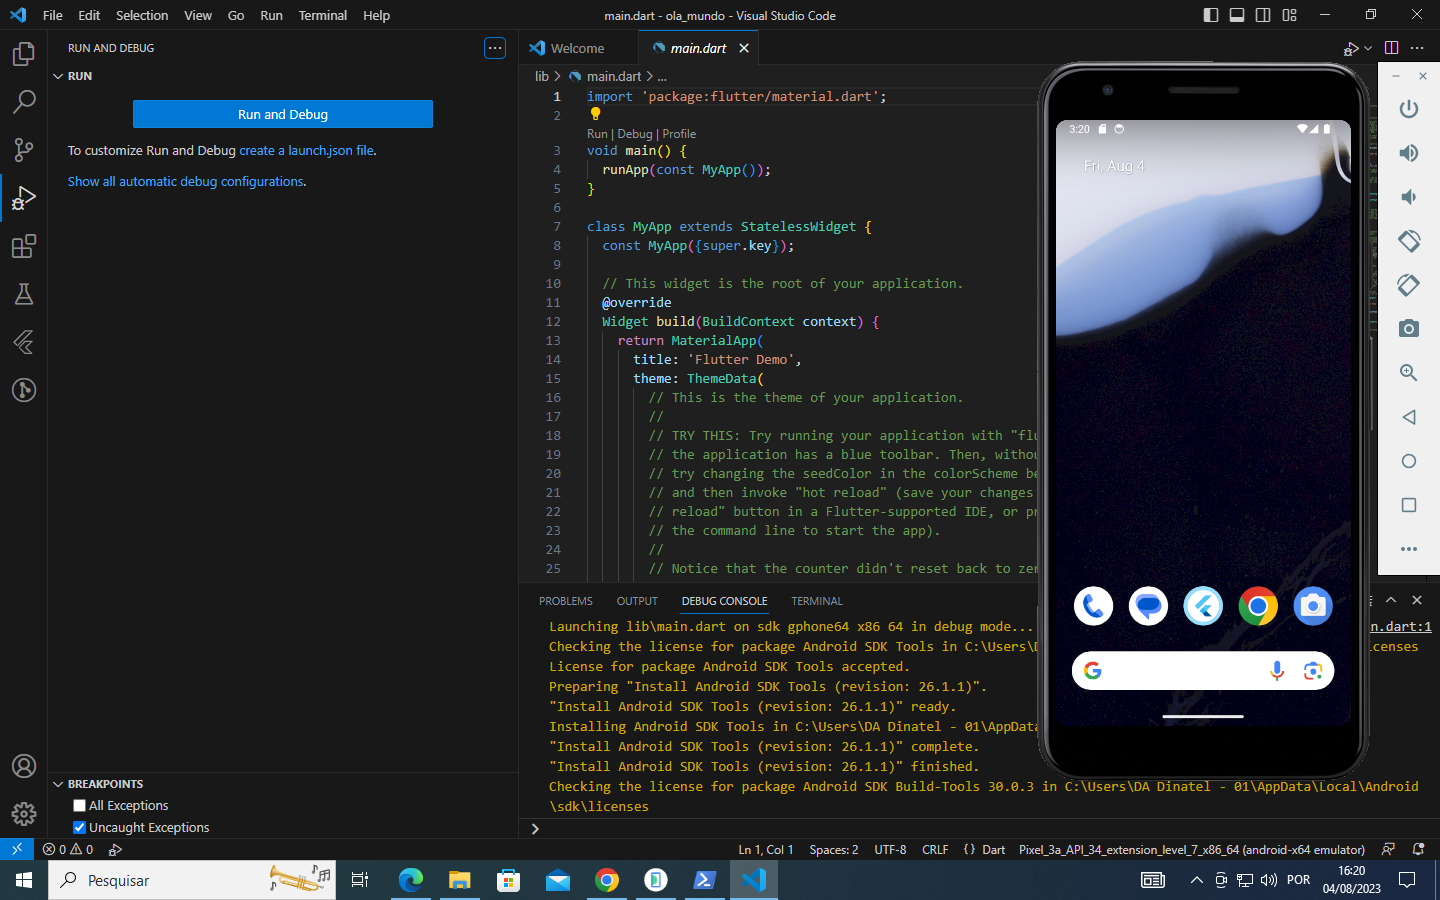 File Edit Selection View Go Run Terminal Help
main.dart - ola_mundo - Visual Studio Code
RUN AND DEBUG
RUN
Run and Debug
To customize Run and Debug create a launch.json file.
Show all automatic debug configurations.
BREAKPOINTS
All Exceptions
Uncaught Exceptions
Welcome
main.dart
lib > main.dart > ...
1 import 'package:flutter/material.dart';
2
Run | Debug | Profile
3 void main() {
4 runApp(const MyApp());
5 }
6
7 class MyApp extends StatelessWidget {
8 const MyApp({super.key});
9
10 // This widget is the root of your application.
11 @override
12 Widget build(BuildContext context) {
13 return MaterialApp(
14 title: 'Flutter Demo',
15 theme: ThemeData(
16 // This is the theme of your application.
17 //
18 // TRY THIS: Try running your application with "flu
19 // the application has a blue toolbar. Then, withou
20 // try changing the seedColor in the colorScheme be
21 // and then invoke "hot reload" (save your changes
22 // reload" button in a Flutter-supported IDE, or pr
23 // the command line to start the app).
24 //
25 // Notice that the counter didn't reset back to zer
PROBLEMS OUTPUT DEBUG CONSOLE TERMINAL
Launching lib\main.dart on sdk gphone64 x86 64 in debug mode...
n.dart:1
Checking the license for package Android SDK Tools in C:\Users\D
licenses
License for package Android SDK Tools accepted.
Preparing "Install Android SDK Tools (revision: 26.1.1)".
"Install Android SDK Tools (revision: 26.1.1)" ready.
Installing Android SDK Tools in C:\Users\DA Dinatel - 01\AppData
"Install Android SDK Tools (revision: 26.1.1)" complete.
"Install Android SDK Tools (revision: 26.1.1)" finished.
Checking the license for package Android SDK Build-Tools 30.0.3 in C:\Users\DA Dinatel - 01\AppData\Local\Android
\sdk\licenses
3:20
Fri, Aug 4
0 0
Ln 1, Col 1 Spaces: 2 UTF-8 CRLF {} Dart Pixel_3a_API_34_extension_level_7_x86_64 (android-x64 emulator)
Pesquisar
POR
16:20
04/08/2023